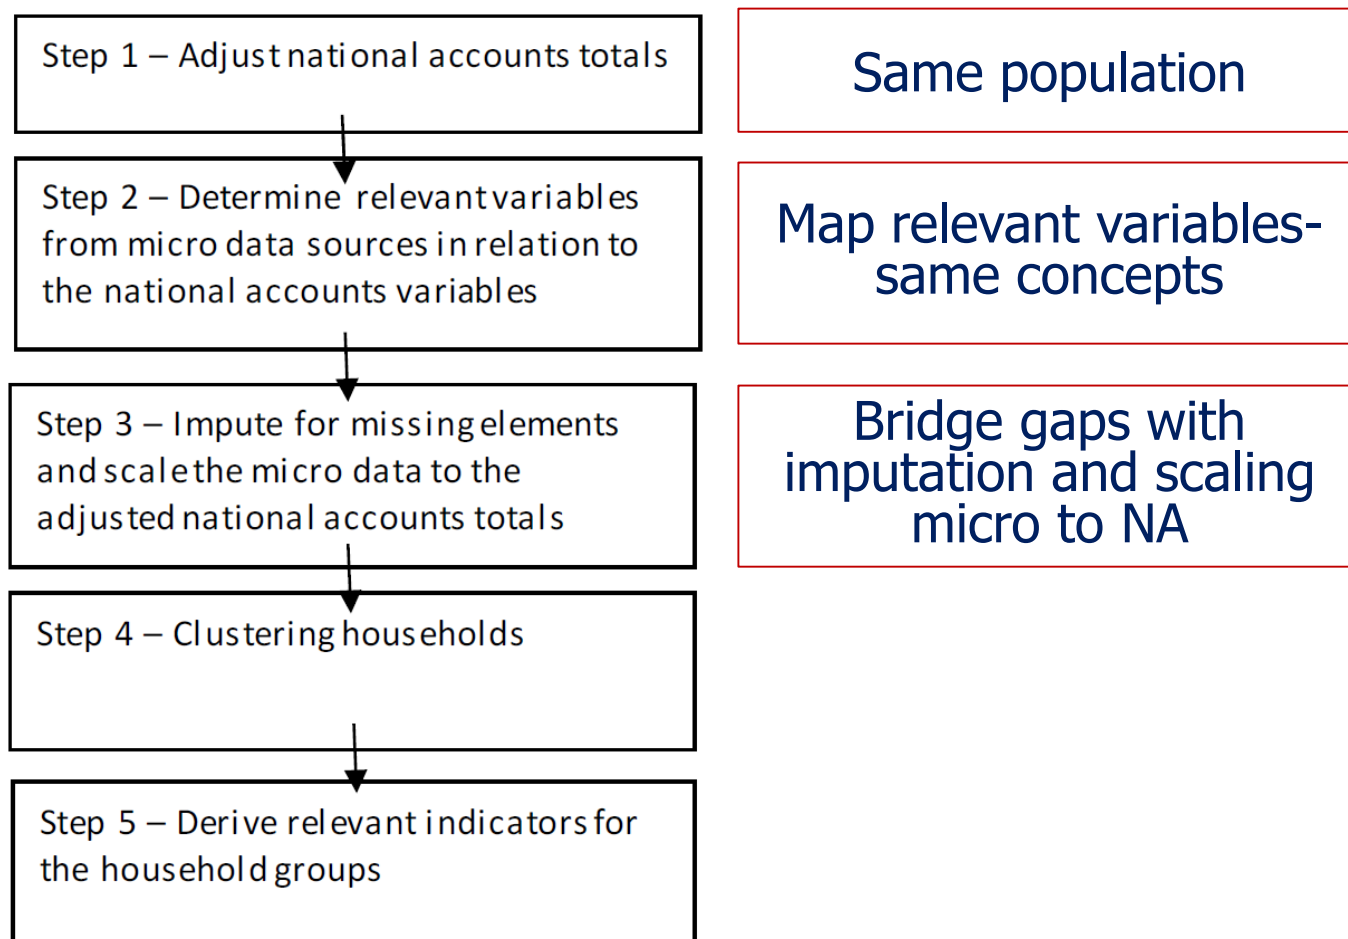 Step 1 – Adjust national accounts totals
Same population
Step 2 – Determine relevant variables
from micro data sources in relation to
the national accounts variables
Map relevant variables-
same concepts
Step 3 – Impute for missing elements
and scale the micro data to the
adjusted national accounts totals
Bridge gaps with
imputation and scaling
micro to NA
Step 4 – Clustering households
Step 5 – Derive relevant indicators for
the household groups